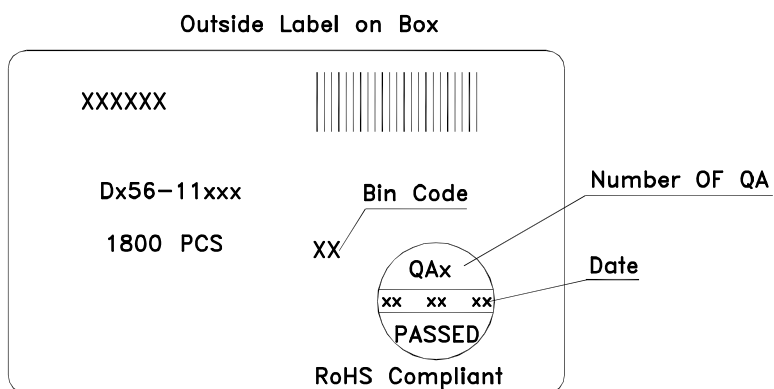 Outside Label on Box
XXXXXX
Dx56-11xxx
Bin Code
Number OF QA
1800 PCS
XX
QAx
Date
xx xx xx
PASSED
RoHS Compliant